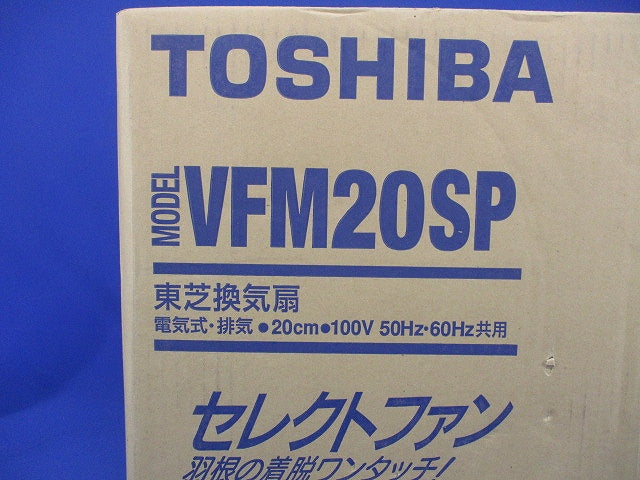 TOSHIBA
MODEL VFM20SP
東芝換気扇
電気式・排気●20cm●100V 50Hz・60Hz共用
セレクトファン
羽根の着脱ワンタッチ!